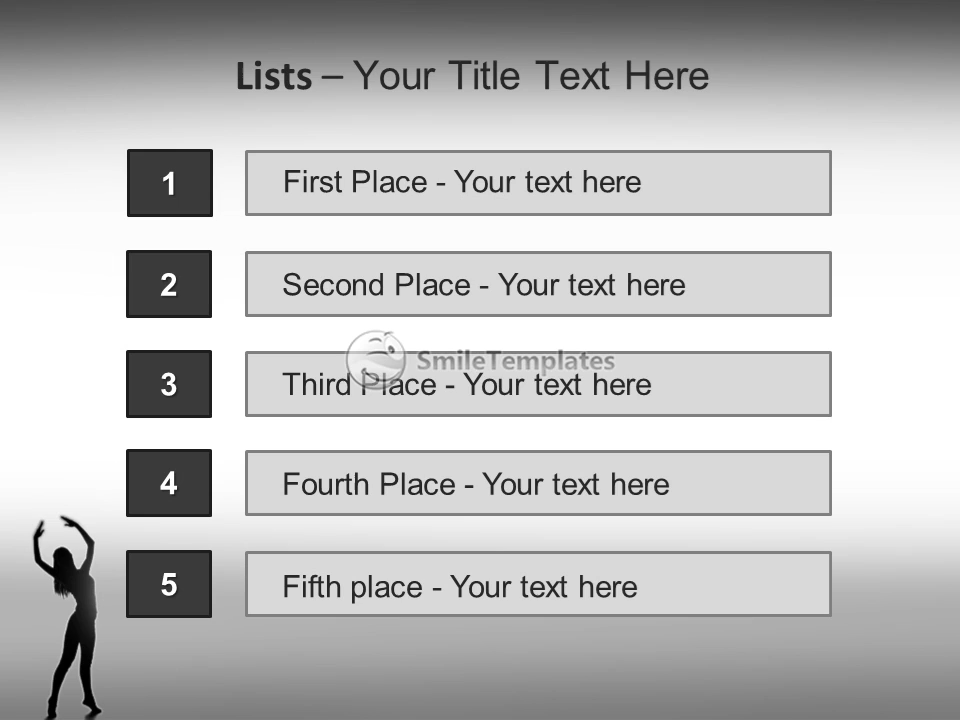 Lists – Your Title Text Here
1
First Place - Your text here
2
Second Place - Your text here
SmileTemplates
3
Third Place - Your text here
4
Fourth Place - Your text here
5
Fifth place - Your text here